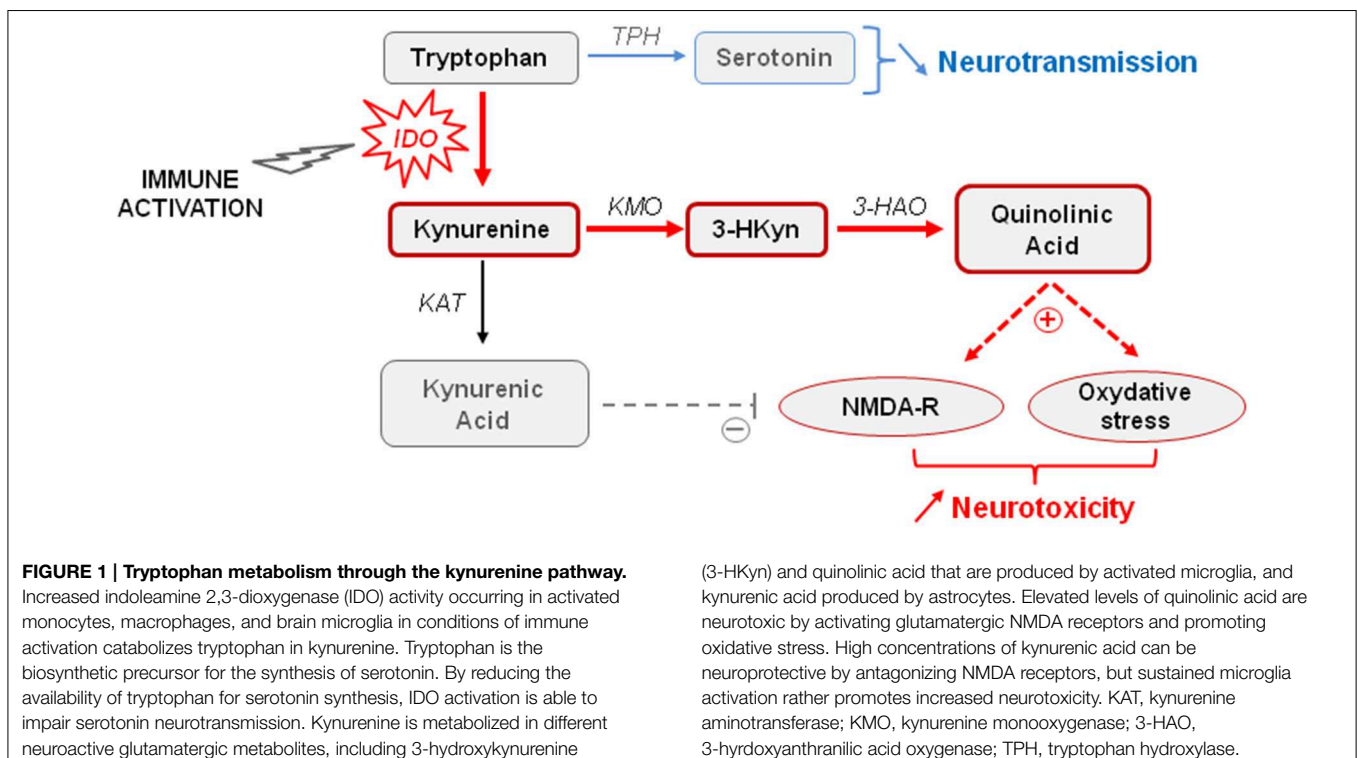 TPH
Tryptophan
Serotonin
Neurotransmission
IDO
IMMUNE
ACTIVATION
Kynurenine
KMO
3-HKyn
3-HAO
Quinolinic
Acid
KAT
+
Kynurenic
Acid
−
NMDA-R
Oxydative
stress
Neurotoxicity
FIGURE 1 | Tryptophan metabolism through the kynurenine pathway.
Increased indoleamine 2,3-dioxygenase (IDO) activity occurring in activated
monocytes, macrophages, and brain microglia in conditions of immune
activation catabolizes tryptophan in kynurenine. Tryptophan is the
biosynthetic precursor for the synthesis of serotonin. By reducing the
availability of tryptophan for serotonin synthesis, IDO activation is able to
impair serotonin neurotransmission. Kynurenine is metabolized in different
neuroactive glutamatergic metabolites, including 3-hydroxykynurenine
(3-HKyn) and quinolinic acid that are produced by activated microglia, and
kynurenic acid produced by astrocytes. Elevated levels of quinolinic acid are
neurotoxic by activating glutamatergic NMDA receptors and promoting
oxidative stress. High concentrations of kynurenic acid can be
neuroprotective by antagonizing NMDA receptors, but sustained microglia
activation rather promotes increased neurotoxicity. KAT, kynurenine
aminotransferase; KMO, kynurenine monooxygenase; 3-HAO,
3-hyrdoxyanthranilic acid oxygenase; TPH, tryptophan hydroxylase.